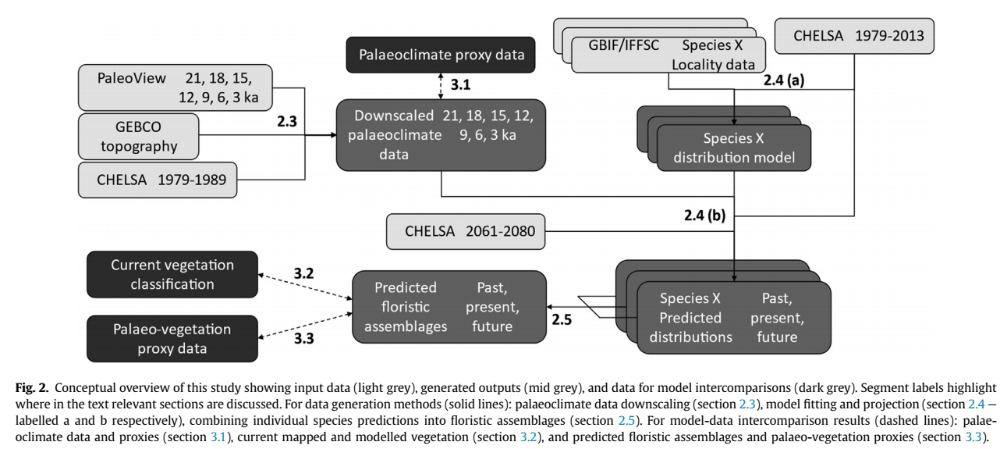 GBIF/IFFSC Species X
Locality data
CHELSA 1979-2013
Palaeoclimate proxy data
PaleoView 21, 18, 15,
12, 9, 6, 3 ka
3.1
2.4 (a)
GEBCO
topography
2.3
Downscaled 21, 18, 15, 12,
palaeoclimate 9, 6, 3 ka
data
Species X
distribution model
CHELSA 1979-1989
2.4 (b)
CHELSA 2061-2080
Current vegetation
classification
3.2
Predicted Past,
floristic present,
assemblages future
2.5
Species X Past,
Predicted present,
distributions future
Palaeo-vegetation
proxy data
3.3
Fig. 2. Conceptual overview of this study showing input data (light grey), generated outputs (mid grey), and data for model intercomparisons (dark grey). Segment labels highlight
where in the text relevant sections are discussed. For data generation methods (solid lines): palaeoclimate data downscaling (section 2.3), model fitting and projection (section 2.4 –
labelled a and b respectively), combining individual species predictions into floristic assemblages (section 2.5). For model-data intercomparison results (dashed lines): palae-
oclimate data and proxies (section 3.1), current mapped and modelled vegetation (section 3.2), and predicted floristic assemblages and palaeo-vegetation proxies (section 3.3).